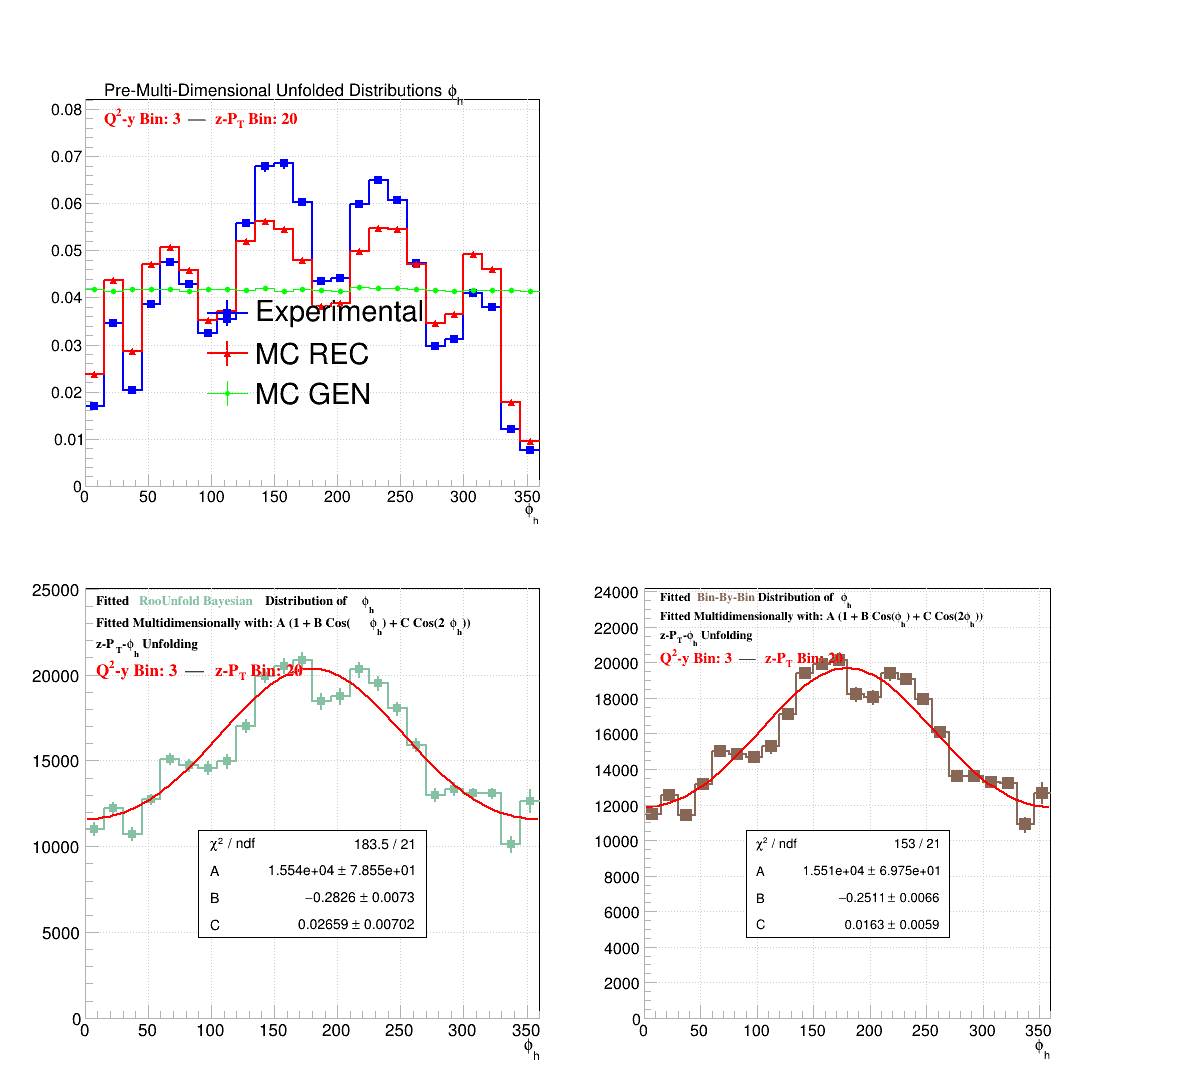 Pre-Multi-Dimensional Unfolded Distributions ϕh
Q²-y Bin: 3 — z-PT Bin: 20
0.08
0.07
0.06
0.05
0.04
0.03
0.02
0.01
0
Experimental
MC REC
MC GEN
0 50 100 150 200 250 300 350
ϕh
25000
20000
15000
10000
5000
0
Fitted RooUnfold Bayesian Distribution of ϕh
Fitted Multidimensionally with: A (1 + B Cos( ϕh) + C Cos(2 ϕh))
z-PT-ϕh Unfolding
Q²-y Bin: 3 — z-PT Bin: 20
χ² / ndf 183.5 / 21
A 1.554e+04 ± 7.855e+01
B −0.2826 ± 0.0073
C 0.02659 ± 0.00702
0 50 100 150 200 250 300 350
ϕh
24000
22000
20000
18000
16000
14000
12000
10000
8000
6000
4000
2000
0
Fitted Bin-By-Bin Distribution of ϕh
Fitted Multidimensionally with: A (1 + B Cos(ϕh) + C Cos(2ϕh))
z-PT-ϕh Unfolding
Q²-y Bin: 3 — z-PT Bin: 20
χ² / ndf 153 / 21
A 1.551e+04 ± 6.975e+01
B −0.2511 ± 0.0066
C 0.0163 ± 0.0059
0 50 100 150 200 250 300 350
ϕh